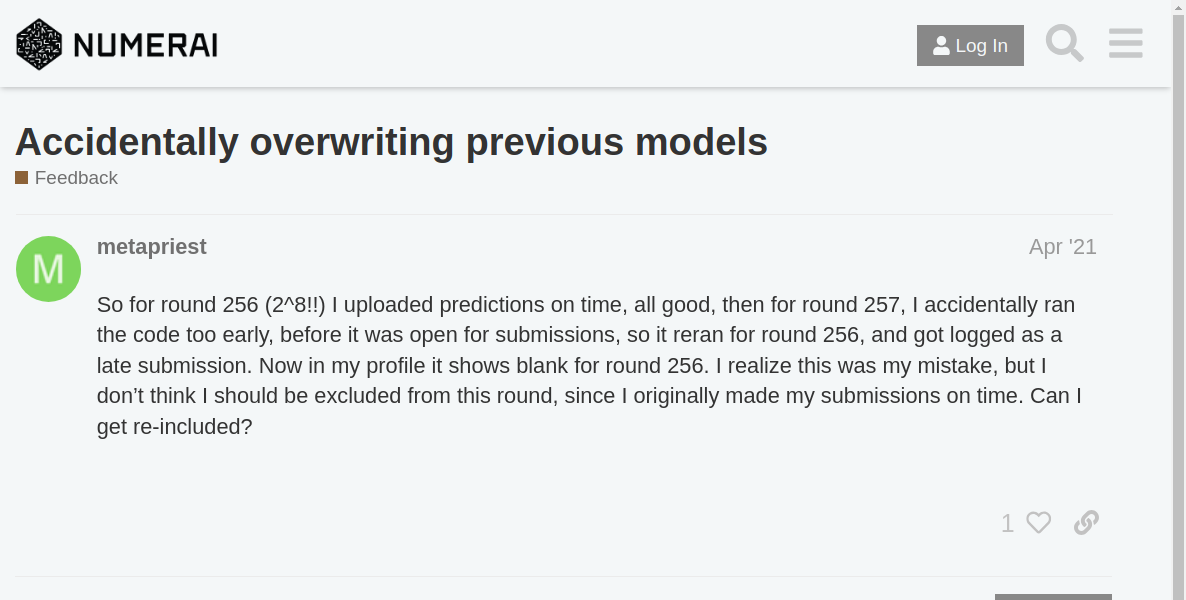 NUMERAI
Log In
Accidentally overwriting previous models
Feedback
M
metapriest
Apr '21
So for round 256 (2^8!!) I uploaded predictions on time, all good, then for round 257, I accidentally ran
the code too early, before it was open for submissions, so it reran for round 256, and got logged as a
late submission. Now in my profile it shows blank for round 256. I realize this was my mistake, but I
don’t think I should be excluded from this round, since I originally made my submissions on time. Can I
get re-included?
1